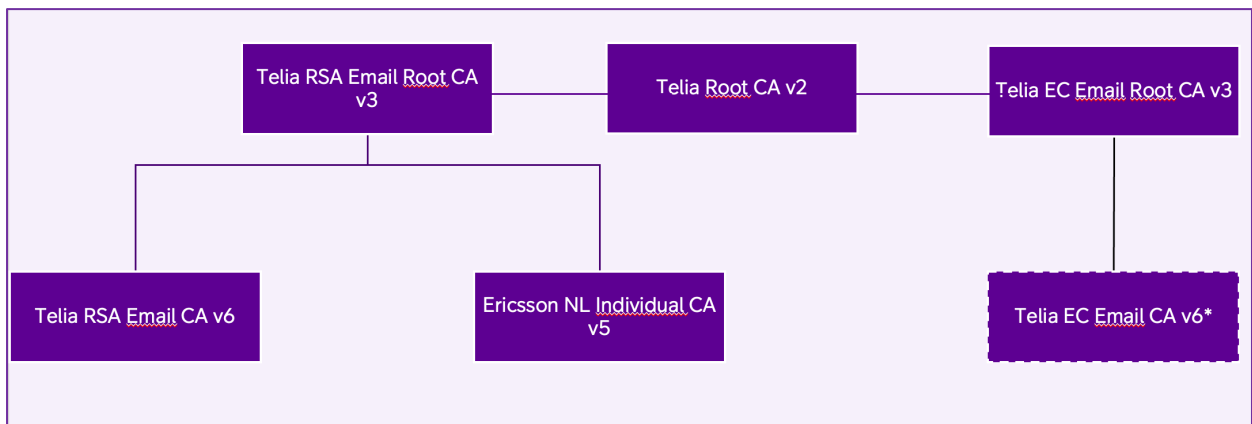 Telia RSA Email Root CA
v3
Telia Root CA v2
Telia EC Email Root CA v3
Telia RSA Email CA v6
Ericsson NL Individual CA
v5
Telia EC Email CA v6*